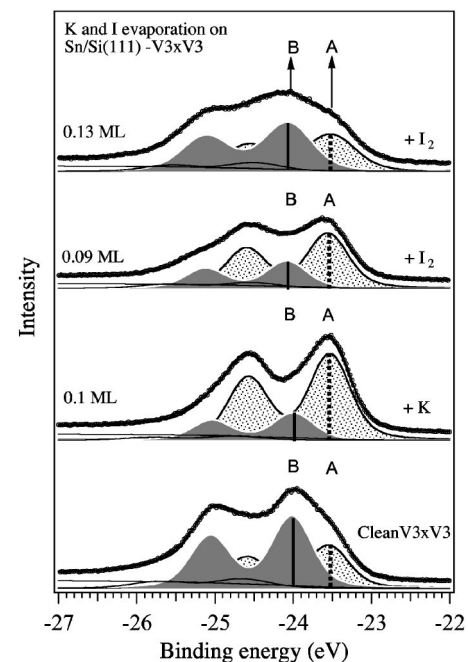 K and I evaporation on
Sn/Si(111) -V3xV3
B A
0.13 ML
+ I₂
B A
0.09 ML
+ I₂
B A
0.1 ML
+ K
B A
CleanV3xV3
Intensity
-27 -26 -25 -24 -23 -22
Binding energy (eV)